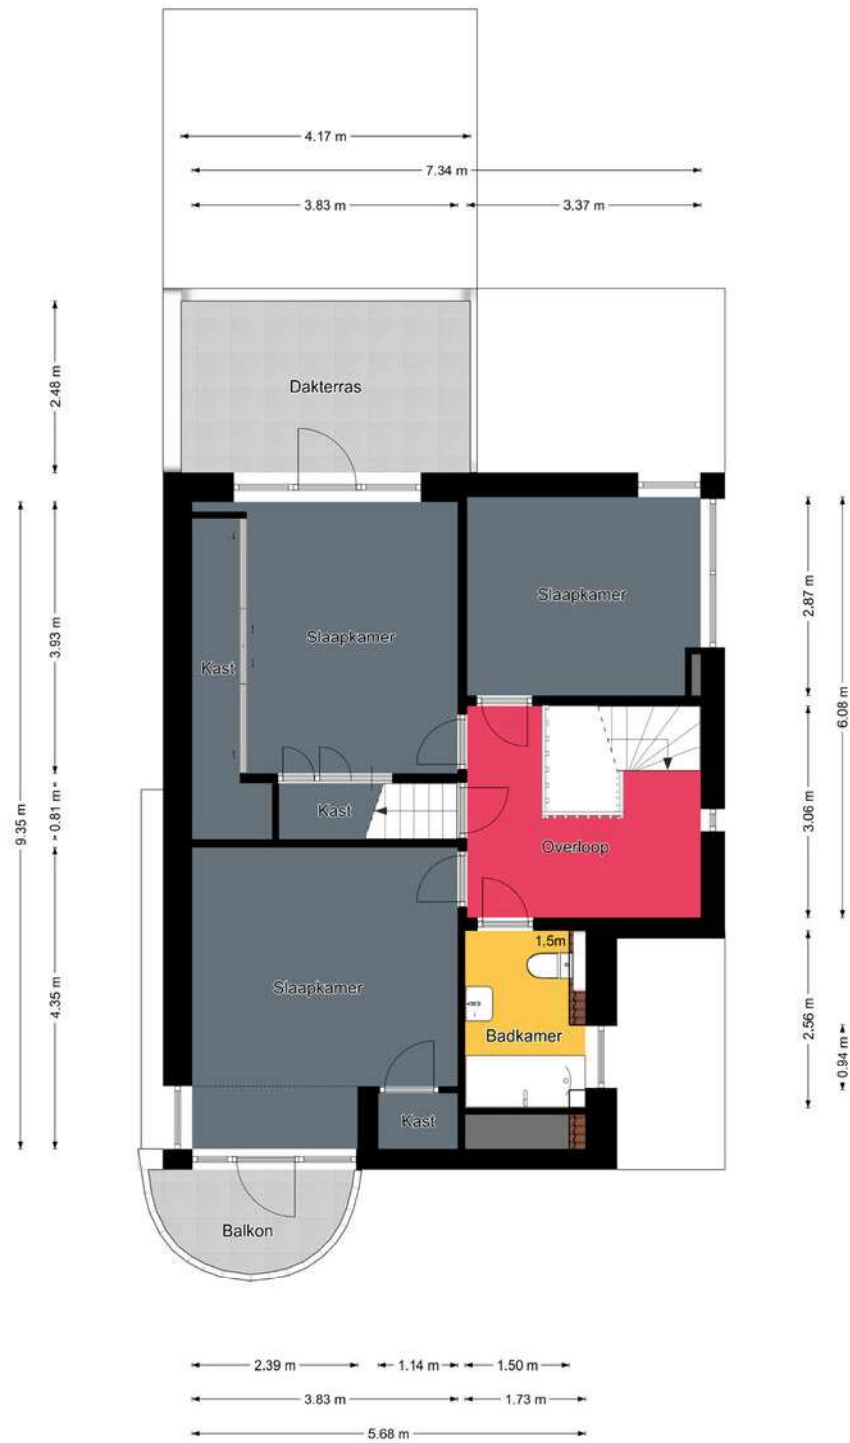 4.17 m
7.34 m
3.83 m
3.37 m
2.48 m
Dakterras
9.35 m
3.93 m
0.81 m
4.35 m
Slaapkamer
Slaapkamer
Kast
2.87 m
6.08 m
3.06 m
Kast
Overloop
1,5m
Slaapkamer
Badkamer
2.56 m
0.94 m
Kast
Balkon
2.39 m
1.14 m
1.50 m
3.83 m
1.73 m
5.68 m